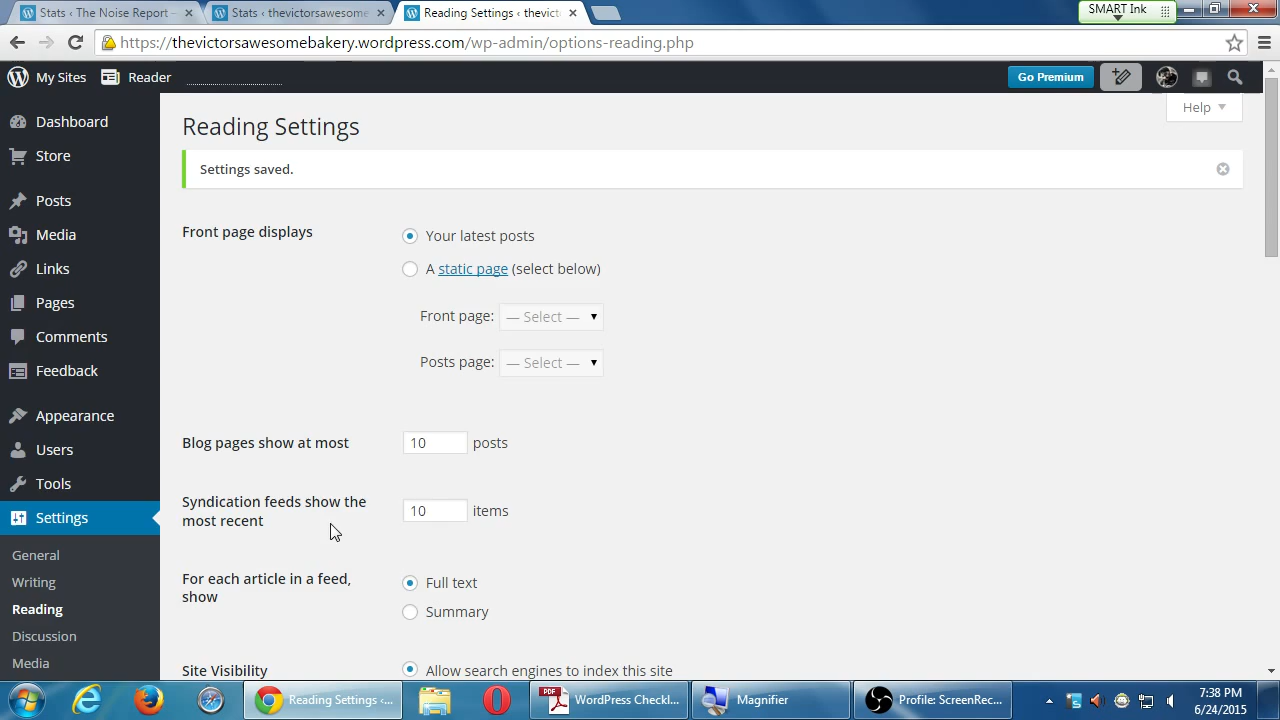 Stats ‹ The Noise Report —
Stats ‹ thevictorsawesome
Reading Settings ‹ thevict
SMART Ink
https://thevictorsawesomebakery.wordpress.com/wp-admin/options-reading.php
My Sites
Reader
Go Premium
Help
Dashboard
Store
Posts
Media
Links
Pages
Comments
Feedback
Appearance
Users
Tools
Settings
General
Writing
Reading
Discussion
Media
Reading Settings
Settings saved.
Front page displays
Your latest posts
A static page (select below)
Front page: — Select —
Posts page: — Select —
Blog pages show at most 10 posts
Syndication feeds show the
most recent
10 items
For each article in a feed,
show
Full text
Summary
Site Visibility
Allow search engines to index this site
Reading Settings ‹...
PDF
WordPress Checkl...
Magnifier
Profile: ScreenRec...
7:38 PM
6/24/2015